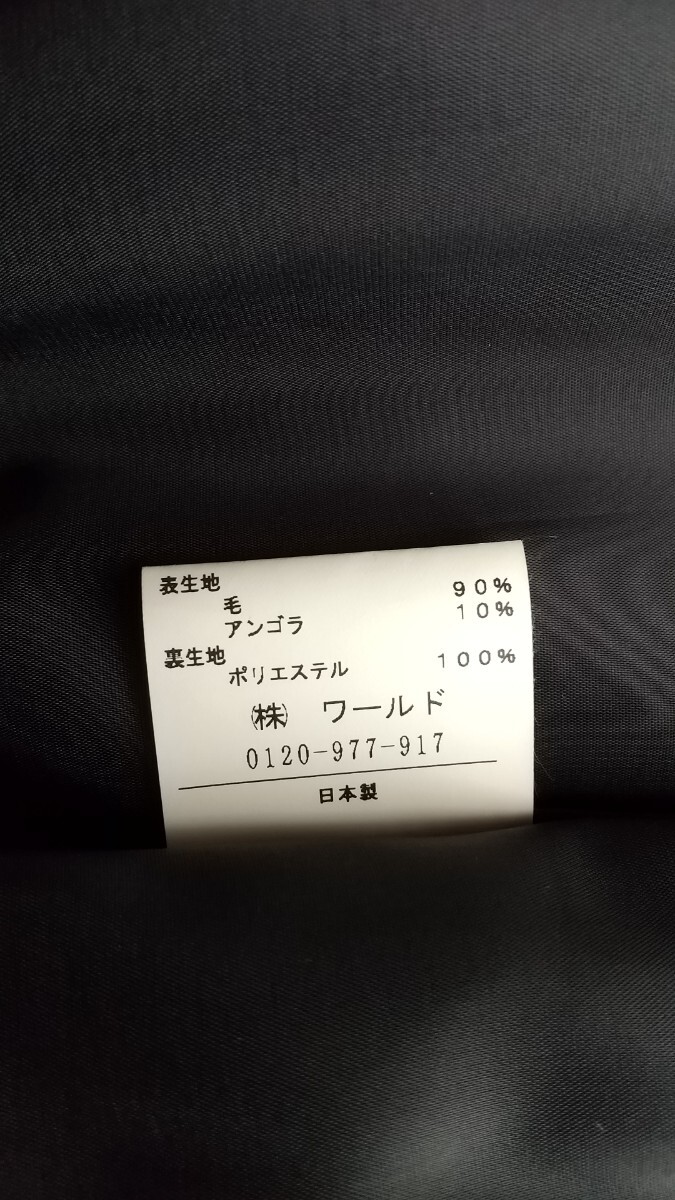 表生地
毛 90%
アンゴラ 10%
裏生地
ポリエステル 100%
㈱ ワールド
0120-977-917
日本製